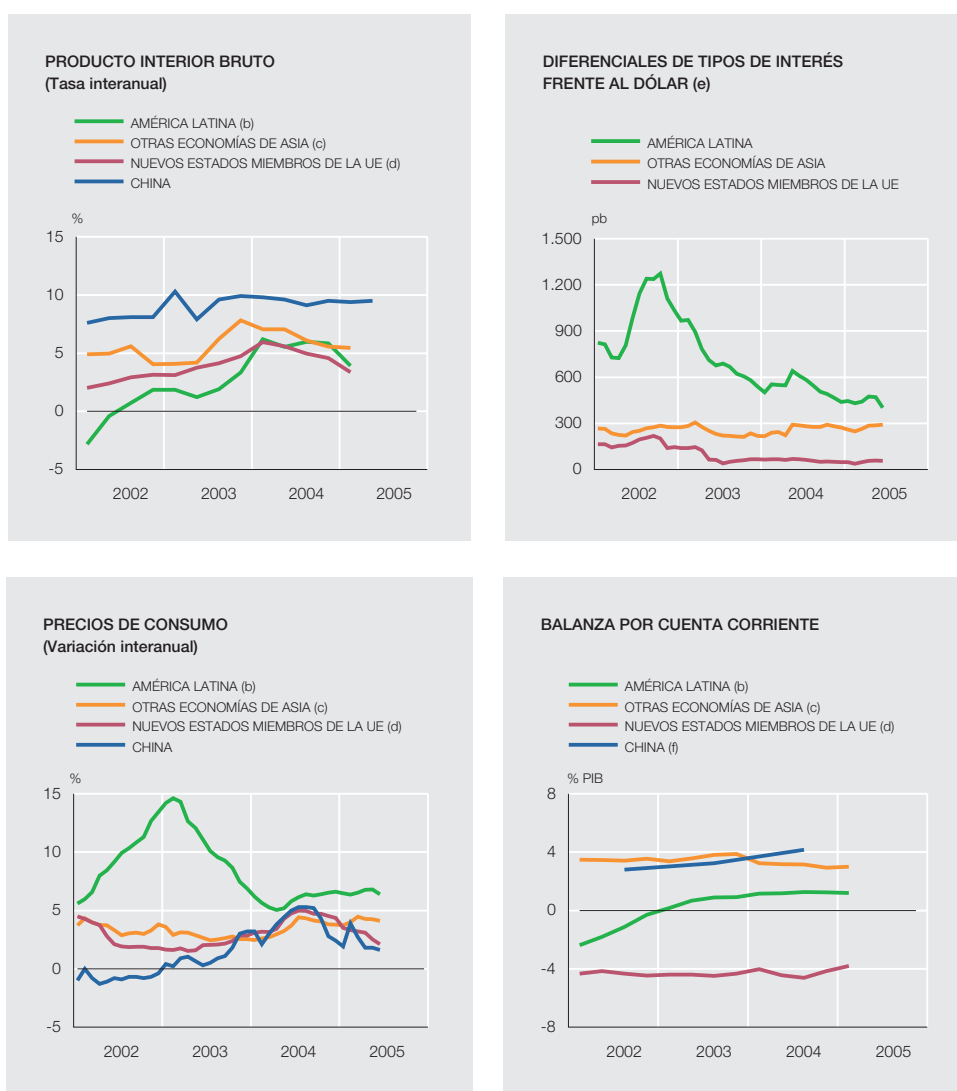 PRODUCTO INTERIOR BRUTO
(Tasa interanual)
AMÉRICA LATINA (b)
OTRAS ECONOMÍAS DE ASIA (c)
NUEVOS ESTADOS MIEMBROS DE LA UE (d)
CHINA
%
15
10
5
0
-5
2002 2003 2004 2005
DIFERENCIALES DE TIPOS DE INTERÉS
FRENTE AL DÓLAR (e)
AMÉRICA LATINA
OTRAS ECONOMÍAS DE ASIA
NUEVOS ESTADOS MIEMBROS DE LA UE
pb
1.500
1.200
900
600
300
0
2002 2003 2004 2005
PRECIOS DE CONSUMO
(Variación interanual)
AMÉRICA LATINA (b)
OTRAS ECONOMÍAS DE ASIA (c)
NUEVOS ESTADOS MIEMBROS DE LA UE (d)
CHINA
%
15
10
5
0
-5
2002 2003 2004 2005
BALANZA POR CUENTA CORRIENTE
AMÉRICA LATINA (b)
OTRAS ECONOMÍAS DE ASIA (c)
NUEVOS ESTADOS MIEMBROS DE LA UE (d)
CHINA (f)
% PIB
8
4
0
-4
-8
2002 2003 2004 2005